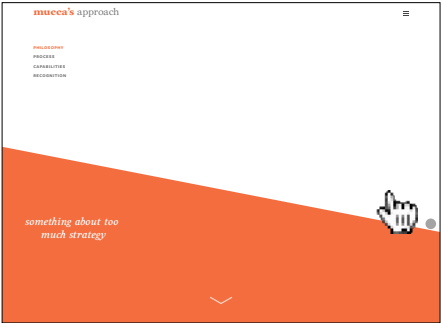 mucca's approach
PHILOSOPHY
PROCESS
CAPABILITIES
RECOGNITION
something about too
much strategy